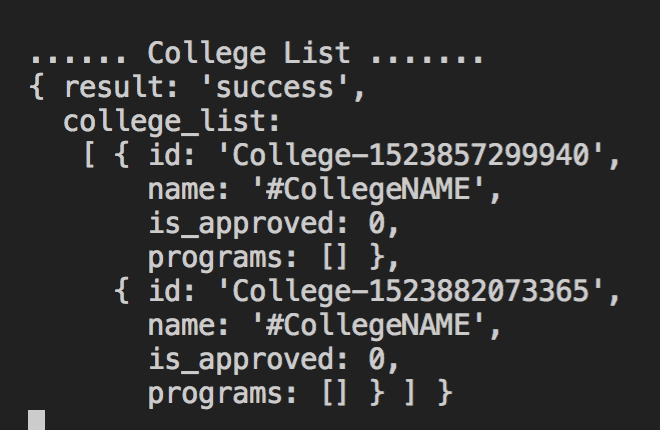 ...... College List .......
{ result: 'success',
college_list:
[ { id: 'College-1523857299940',
name: '#CollegeNAME',
is_approved: 0,
programs: [] },
{ id: 'College-1523882073365',
name: '#CollegeNAME',
is_approved: 0,
programs: [] } ] }